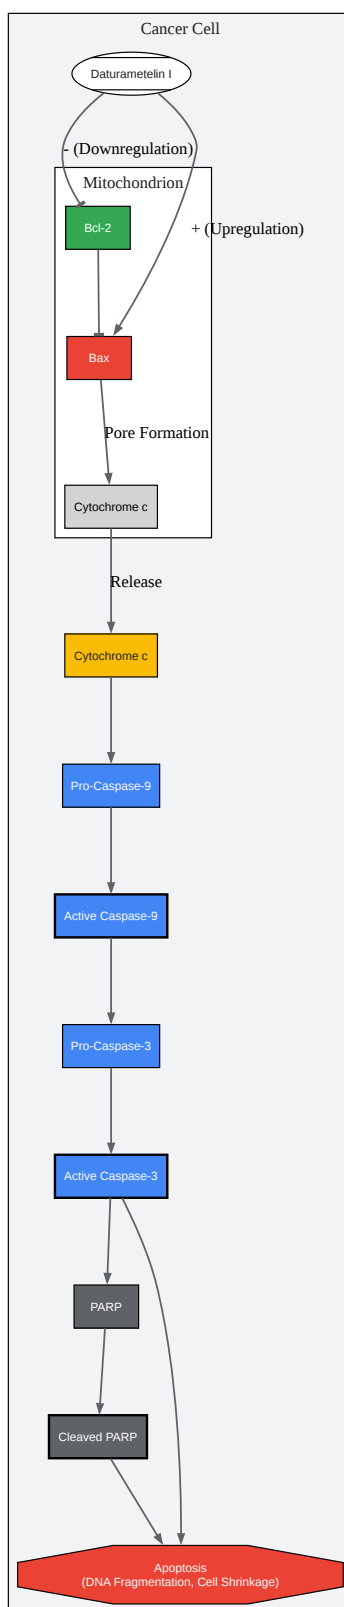 Cancer Cell
Daturametelin I
- (Downregulation)
Mitochondrion
Bcl-2
+ (Upregulation)
Bax
Pore Formation
Cytochrome c
Release
Cytochrome c
Pro-Caspase-9
Active Caspase-9
Pro-Caspase-3
Active Caspase-3
PARP
Cleaved PARP
Apoptosis
(DNA Fragmentation, Cell Shrinkage)